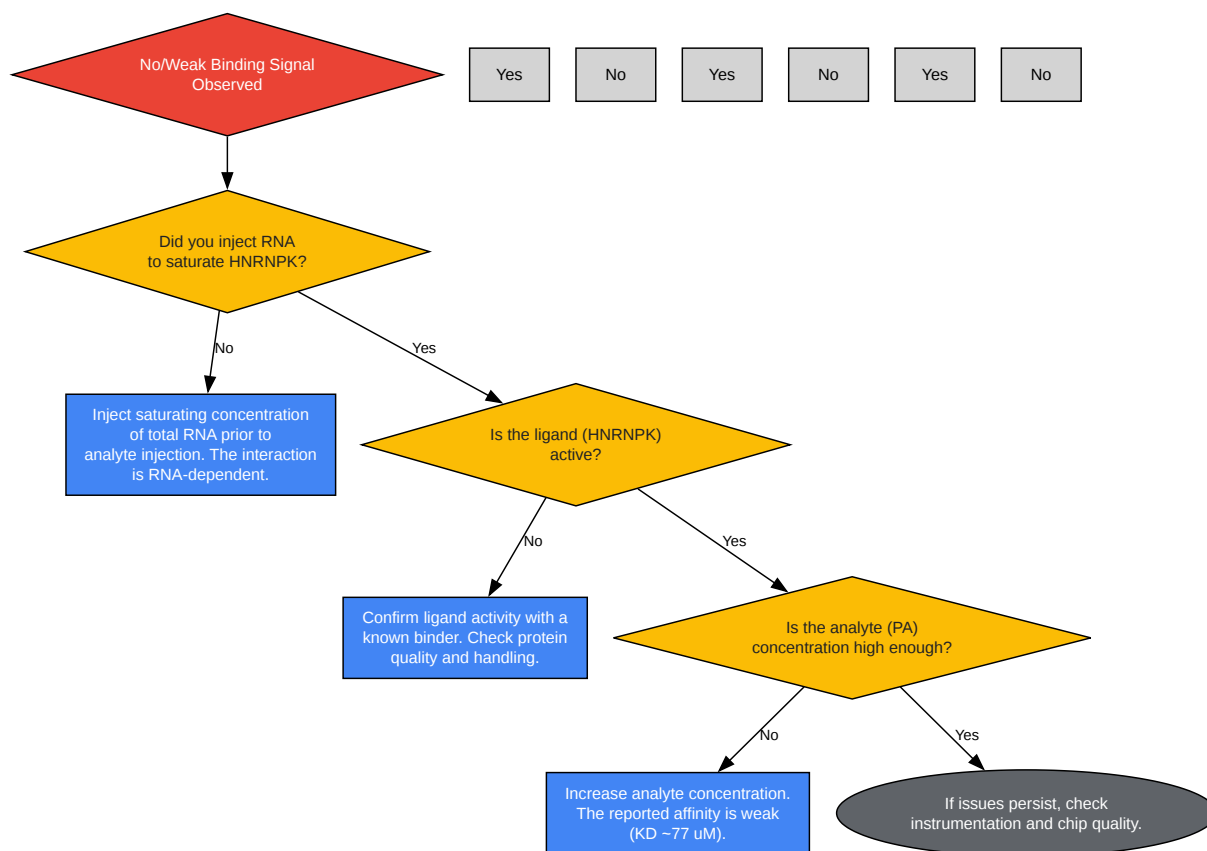 No/Weak Binding Signal
Observed
Yes
No
Yes
No
Yes
No
Did you inject RNA
to saturate HNRNPK?
No
Yes
Inject saturating concentration
of total RNA prior to
analyte injection. The interaction
is RNA-dependent.
Is the ligand (HNRNPK)
active?
No
Yes
Confirm ligand activity with a
known binder. Check protein
quality and handling.
Is the analyte (PA)
concentration high enough?
No
Yes
Increase analyte concentration.
The reported affinity is weak
(KD ~77 uM).
If issues persist, check
instrumentation and chip quality.